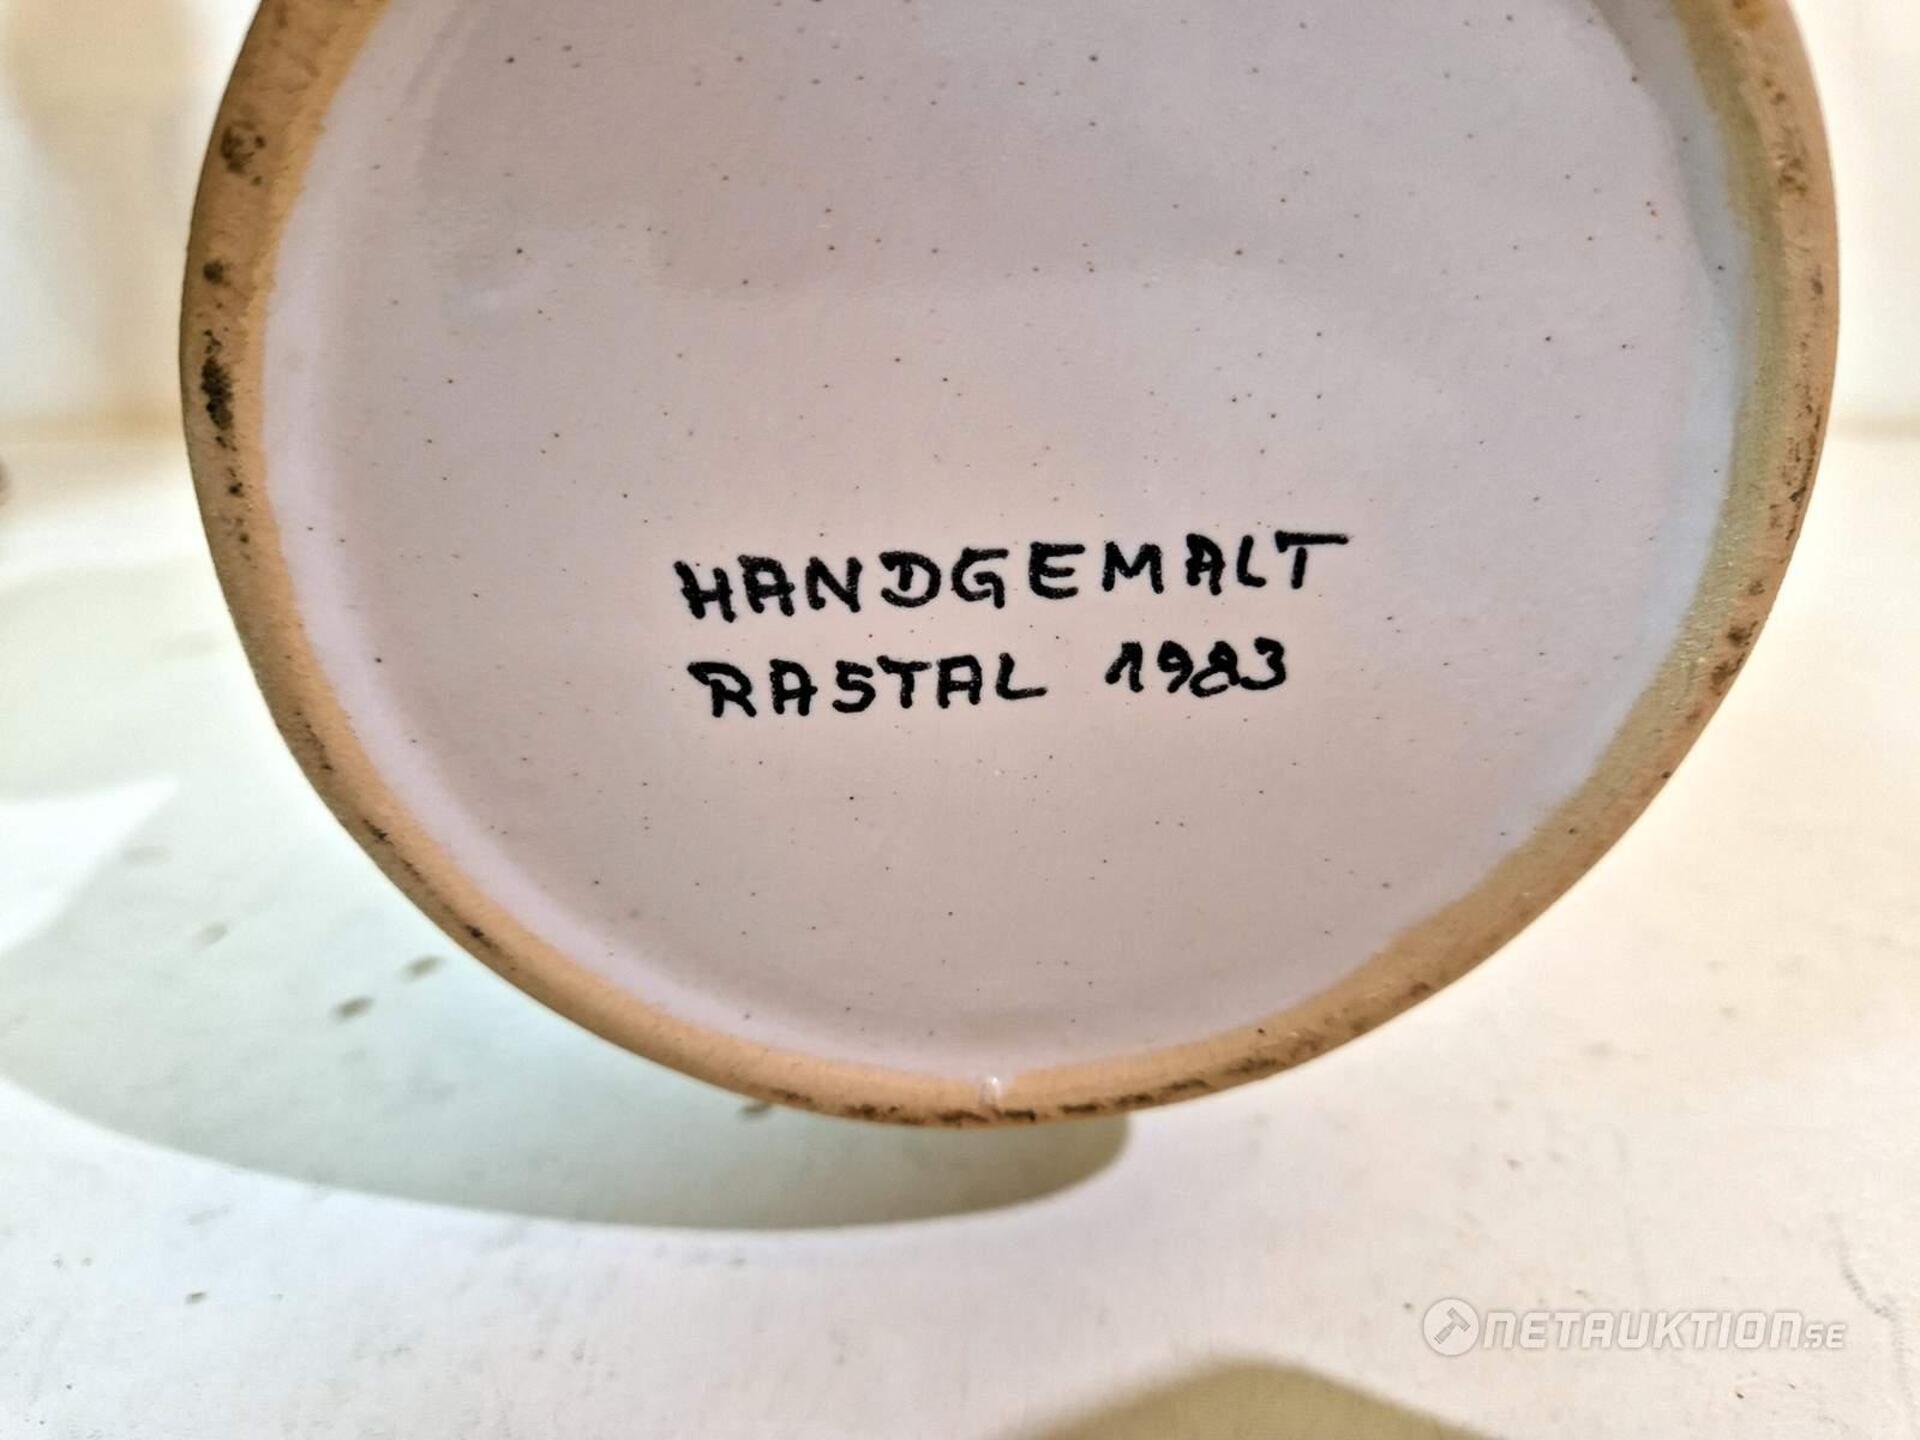 HANDGEMALT
RASTAL 1983
NETAUKTION.SE